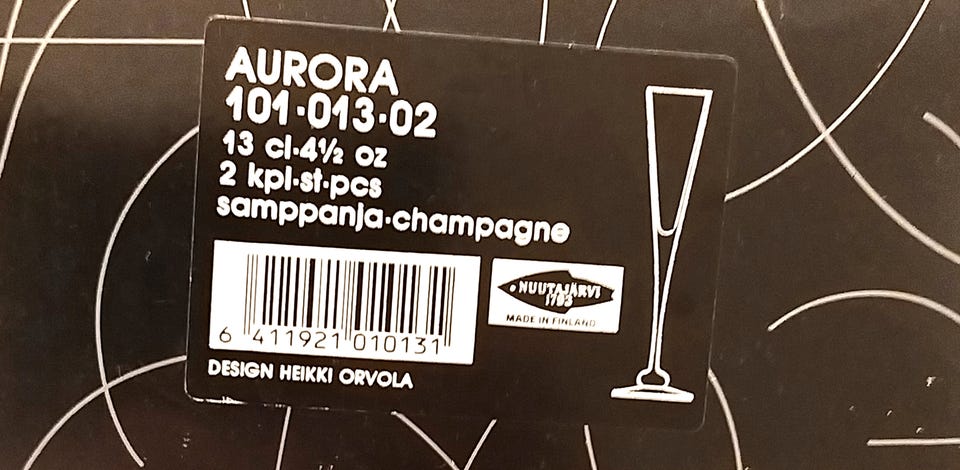 AURORA
101·013·02
13 cl·4½ oz
2 kpl·st·pcs
samppanja·champagne
NUUTAJÄRVI
1793
MADE IN FINLAND
6 411921 010131
DESIGN HEIKKI ORVOLA